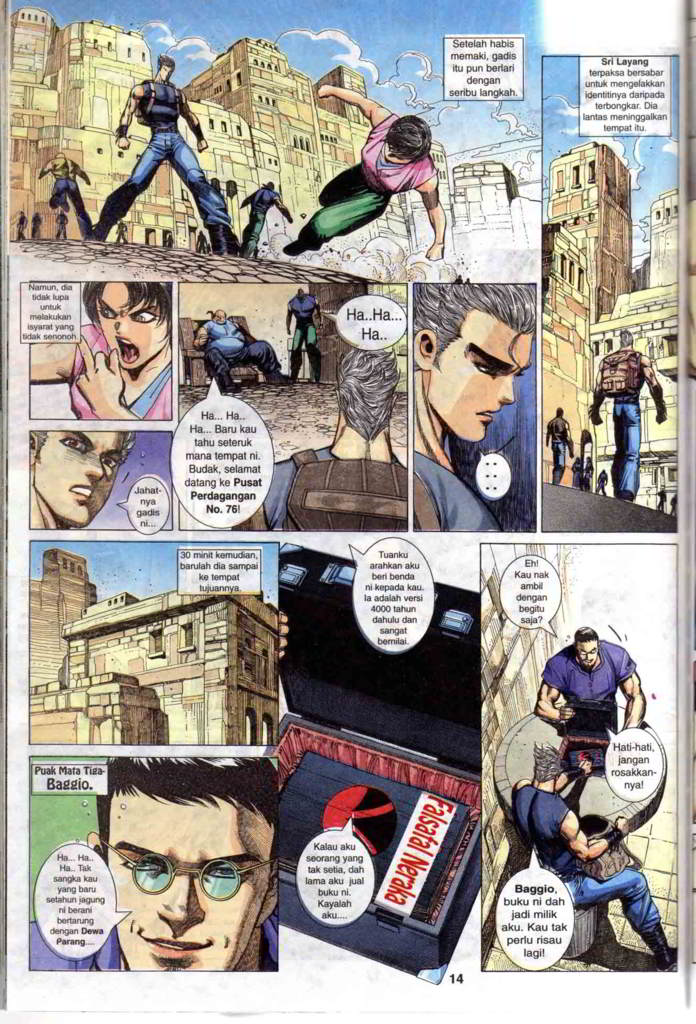 Setelah habis
memaki, gadis
itu pun berlari
dengan
seribu langkah.
Sri Layang
terpaksa bersabar
untuk mengelakkan
identitinya daripada
terbongkar. Dia
lantas meninggalkan
tempat itu.
Namun, dia
tidak lupa
untuk
melakukan
isyarat yang
tidak senonoh.
Jahat-
nya
gadis
ni...
Ha..Ha...
Ha..
Ha... Ha..
Ha... Baru kau
tahu seteruk
mana tempat ni.
Budak, selamat
datang ke Pusat
Perdagangan
No. 76!
...
30 minit kemudian,
barulah dia sampai
ke tempat
tujuannya.
Tuanku
arahkan aku
beri benda
ni kepada kau.
Ia adalah versi
4000 tahun
dahulu dan
sangat
bernilai.
Eh!
Kau nak
ambil
dengan
begitu
saja?
Hati-hati,
jangan
rosakkan-
nya!
Puak Mata Tiga-
Baggio.
Ha... Ha..
Ha.. Tak
sangka kau
yang baru
setahun jagung
ni berani
bertarung
dengan Dewa
Parang....
Falsafa Neraka
Kalau aku
seorang yang
tak setia, dah
lama aku jual
buku ni.
Kayalah
aku....
Baggio,
buku ni dah
jadi milik
aku. Kau tak
perlu risau
lagi!
14